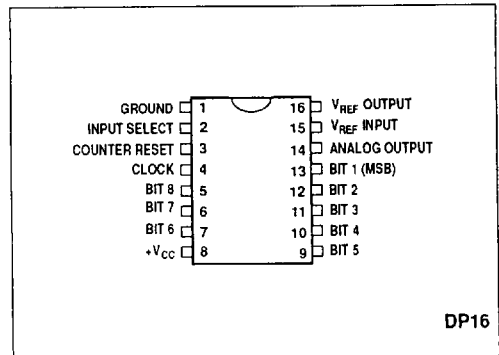 GROUND 1 16 VREF OUTPUT
INPUT SELECT 2 15 VREF INPUT
COUNTER RESET 3 14 ANALOG OUTPUT
CLOCK 4 13 BIT 1 (MSB)
BIT 8 5 12 BIT 2
BIT 7 6 11 BIT 3
BIT 6 7 10 BIT 4
+VCC 8 9 BIT 5
DP16